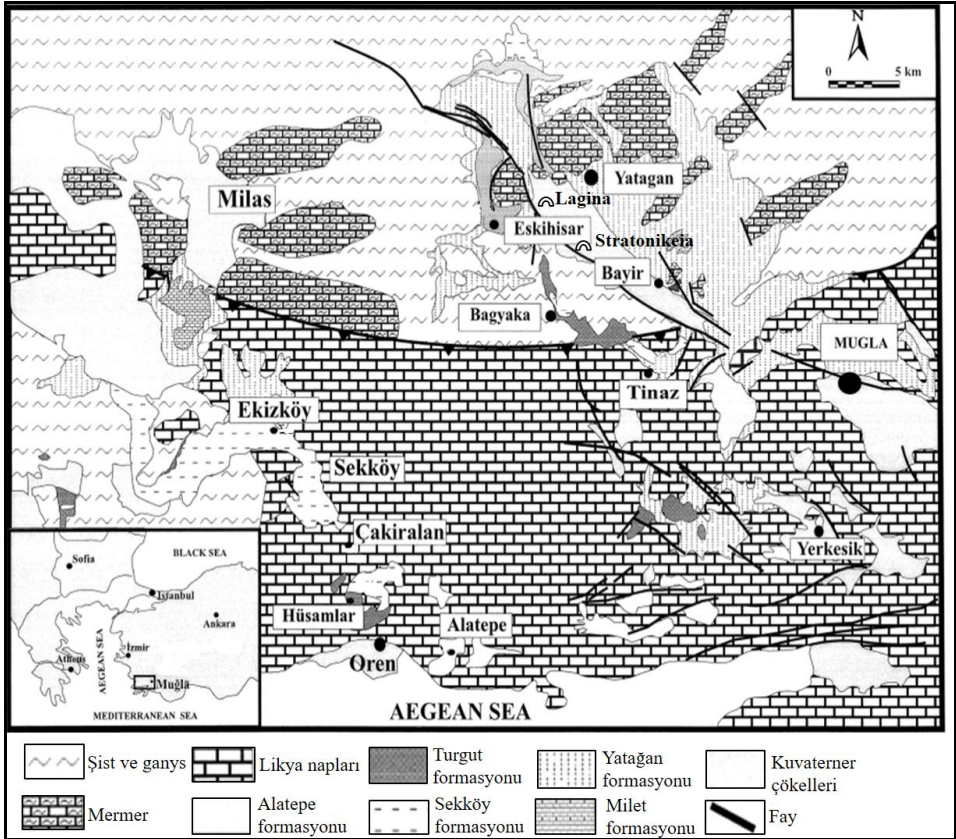 N
0 5 km
Milas
Yatagan
Lagina
Eskihisar
Stratonikeia
Bayir
Bagyaka
MUGLA
Tinaz
Ekizköy
Sekköy
Çakiralan
Yerkesik
Hüsamlar
Alatepe
Oren
AEGEAN SEA
Sofia
BLACK SEA
Istanbul
Ankara
AEGEAN SEA
İzmir
Athens
Muğla
MEDITERRANEAN SEA
Şist ve ganys
Likya napları
Turgut
formasyonu
Yatağan
formasyonu
Kuvaterner
çökelleri
Mermer
Alatepe
formasyonu
Sekköy
formasyonu
Milet
formasyonu
Fay